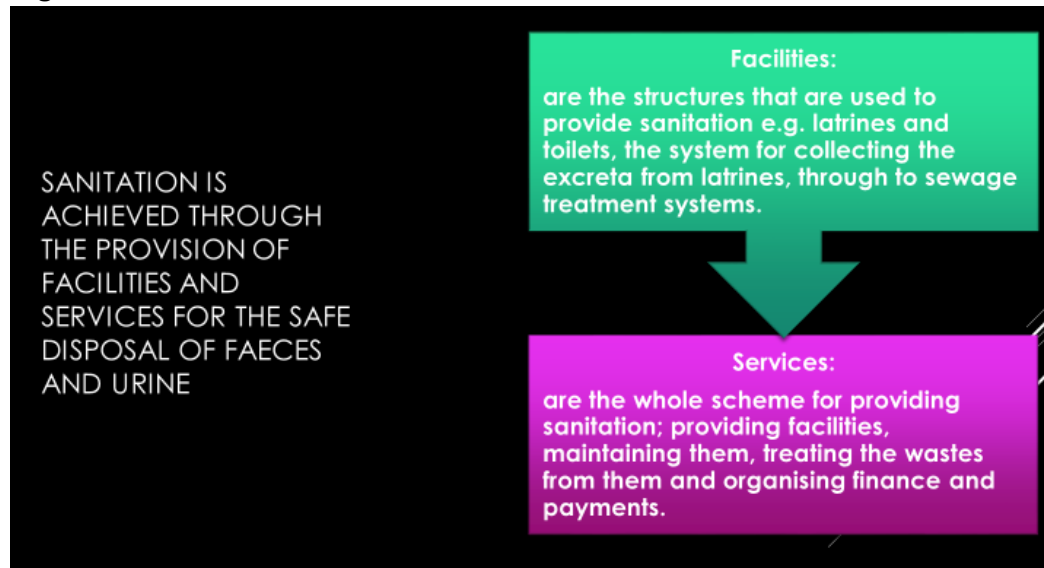 SANITATION IS
ACHIEVED THROUGH
THE PROVISION OF
FACILITIES AND
SERVICES FOR THE SAFE
DISPOSAL OF FAECES
AND URINE
Facilities:
are the structures that are used to
provide sanitation e.g. latrines and
toilets, the system for collecting the
excreta from latrines, through to sewage
treatment systems.
Services:
are the whole scheme for providing
sanitation; providing facilities,
maintaining them, treating the wastes
from them and organising finance and
payments.